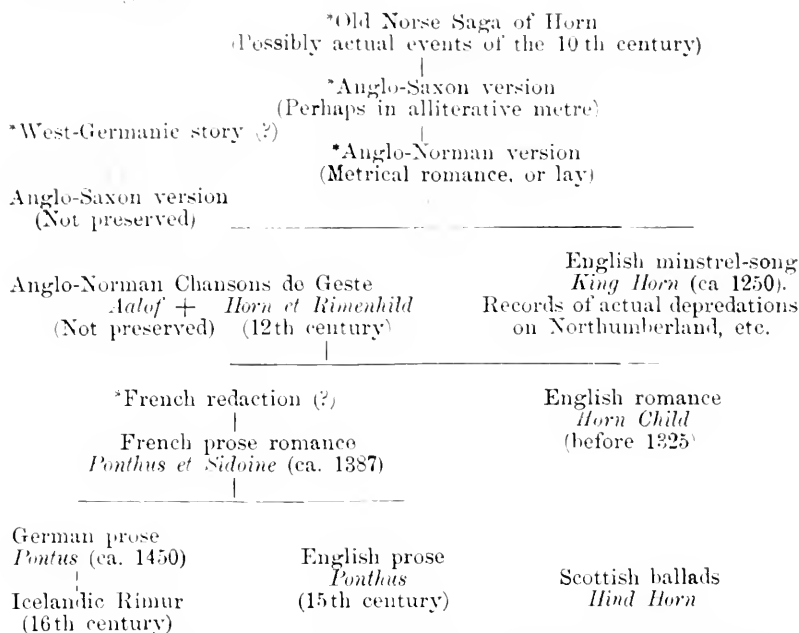 *Old Norse Saga of Horn
(Possibly actual events of the 10th century)
*Anglo-Saxon version
(Perhaps in alliterative metre)
*West-Germanic story (?)
*Anglo-Norman version
(Metrical romance, or lay)
Anglo-Saxon version
(Not preserved)
English minstrel-song
King Horn (ca 1250).
Anglo-Norman Chansons de Geste
Aalof + Horn et Rimenhild
(Not preserved) (12th century)
Records of actual depredations
on Northumberland, etc.
*French redaction (?)
English romance
Horn Child
(before 1325)
French prose romance
Ponthus et Sidoine (ca. 1387)
German prose
Pontus (ca. 1450)
English prose
Ponthus
(15th century)
Scottish ballads
Hind Horn
Icelandic Rimur
(16th century)